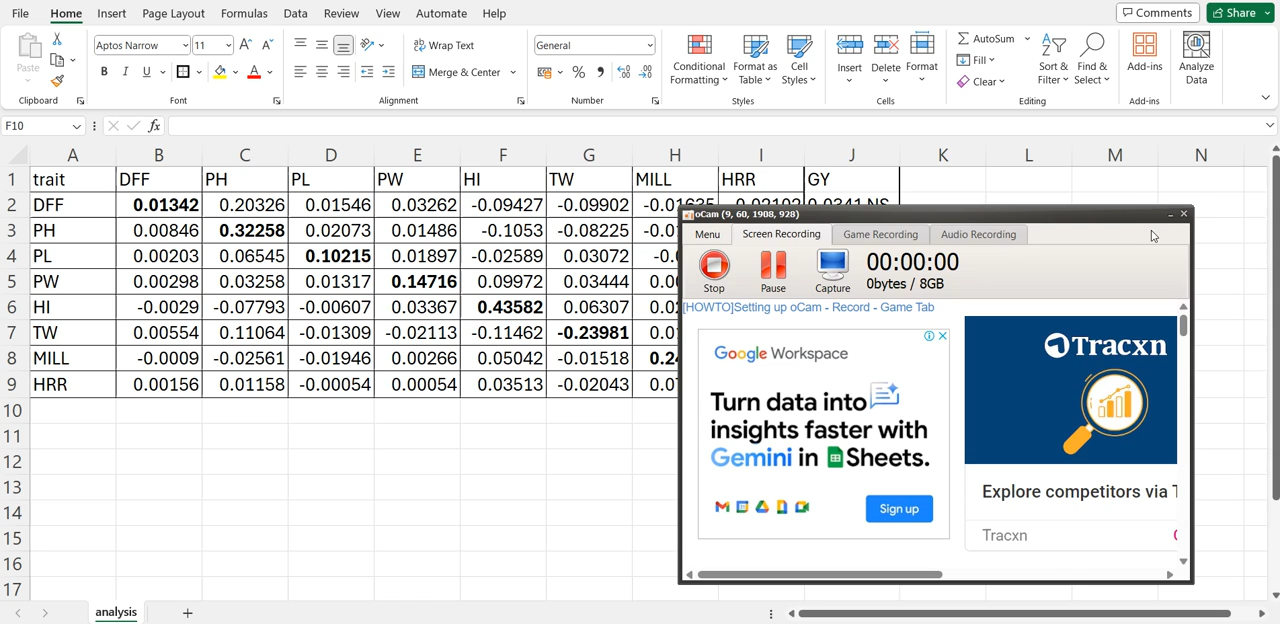 File Home Insert Page Layout Formulas Data Review View Automate Help Comments Share
Paste Aptos Narrow 11 A A Wrap Text General Conditional Formatting Format as Table Cell Styles Insert Delete Format AutoSum Fill Clear Sort & Filter Find & Select Add-ins Analyze Data
B I U A Merge & Center % 9
Clipboard Font Alignment Number Styles Cells Editing Add-ins
F10 fx
A B C D E F G H I J K L M N
1 trait DFF PH PL PW HI TW MILL HRR GY
2 DFF 0.01342 0.20326 0.01546 0.03262 -0.09427 -0.09902
3 PH 0.00846 0.32258 0.02073 0.01486 -0.1053 -0.08225
4 PL 0.00203 0.06545 0.10215 0.01897 -0.02589 0.03072
5 PW 0.00298 0.03258 0.01317 0.14716 0.09972 0.03444
6 HI -0.0029 -0.07793 -0.00607 0.03367 0.43582 0.06307
7 TW 0.00554 0.11064 -0.01309 -0.02113 -0.11462 -0.23981
8 MILL -0.0009 -0.02561 -0.01946 0.00266 0.05042 -0.01518
9 HRR 0.00156 0.01158 -0.00054 0.00054 0.03513 -0.02043
10
11
12
13
14
15
16
17
oCam (9, 60, 1908, 928)
Menu Screen Recording Game Recording Audio Recording
Stop Pause Capture 00:00:00
0bytes / 8GB
[HOWTO]Setting up oCam - Record - Game Tab
Google Workspace
Turn data into
insights faster with
Gemini in Sheets.
Sign up
Tracxn
Explore competitors via T
Tracxn
analysis